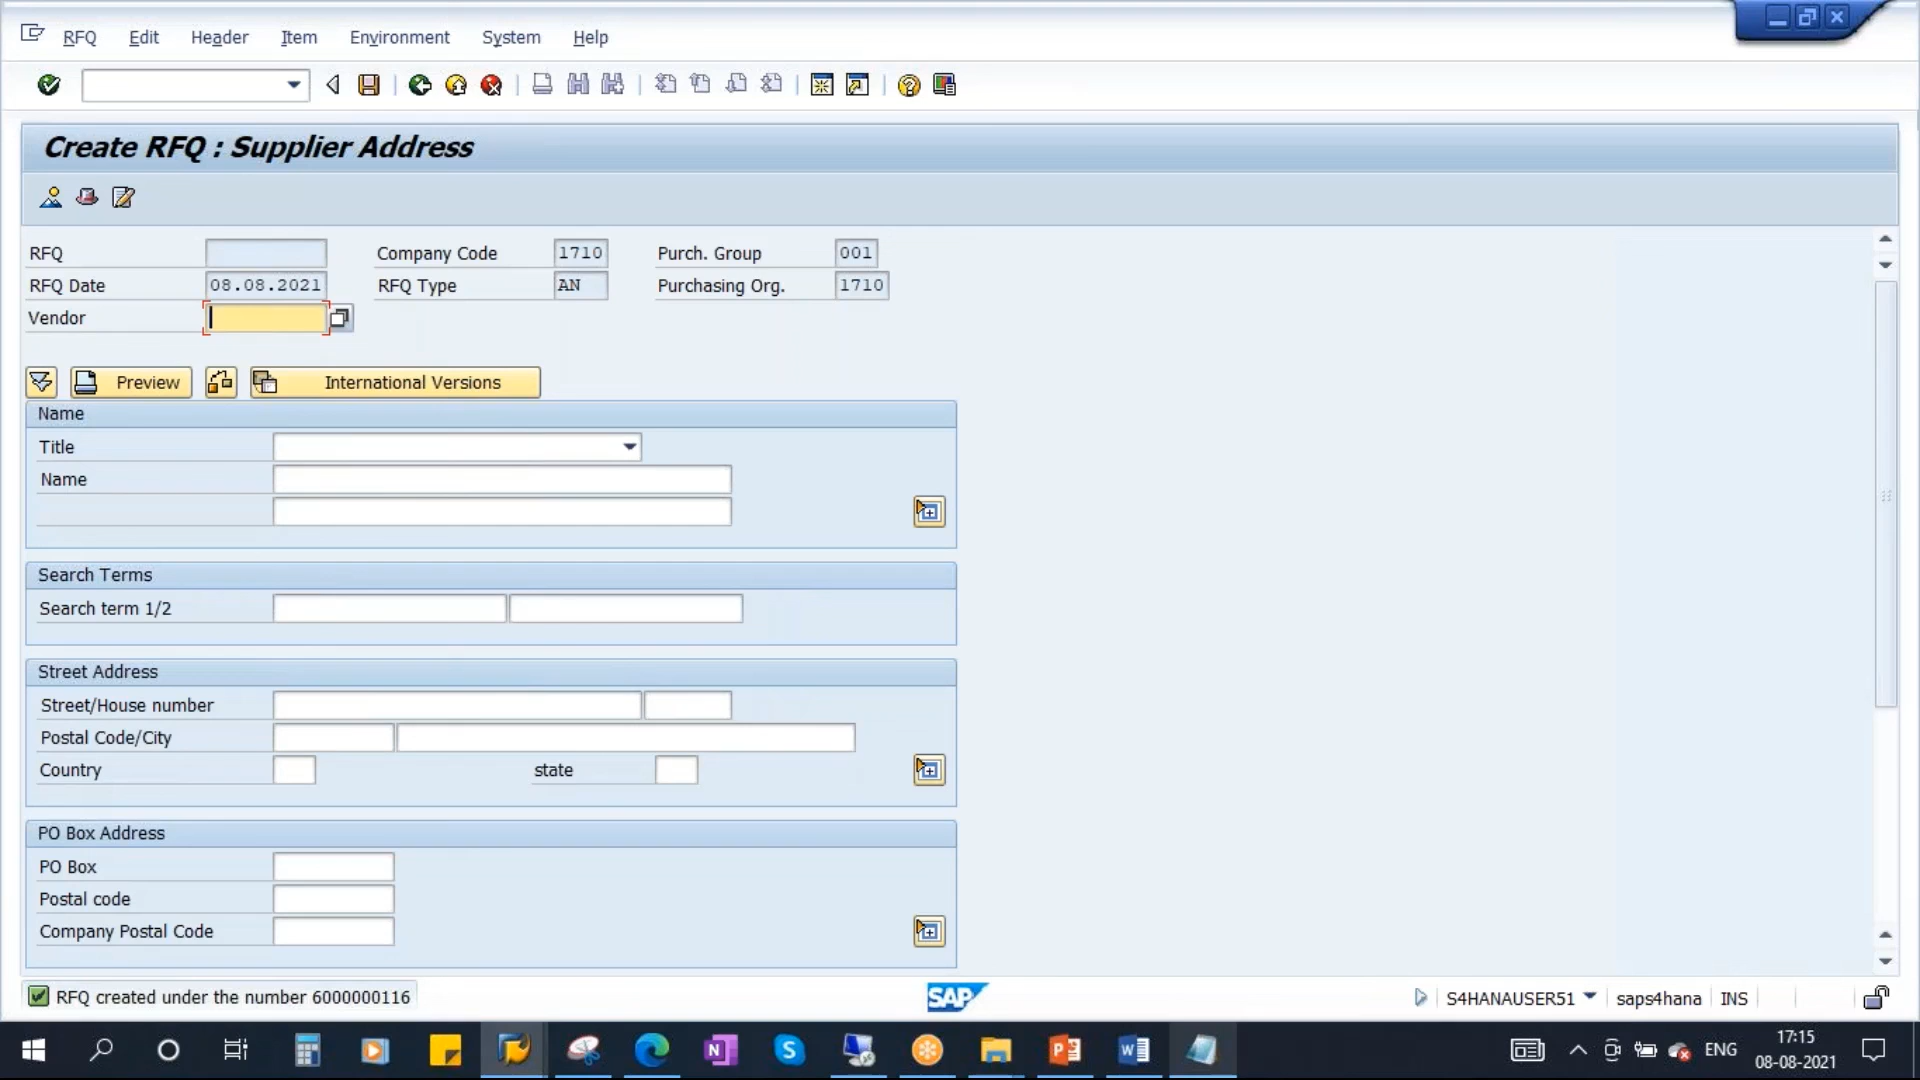 RFQ Edit Header Item Environment System Help
Create RFQ : Supplier Address
RFQ Company Code 1710 Purch. Group 001
RFQ Date 08.08.2021 RFQ Type AN Purchasing Org. 1710
Vendor
Preview International Versions
Name
Title
Name
Search Terms
Search term 1/2
Street Address
Street/House number
Postal Code/City
Country state
PO Box Address
PO Box
Postal code
Company Postal Code
RFQ created under the number 6000000116 SAP S4HANAUSER51 saps4hana INS
ENG 17:15
08-08-2021